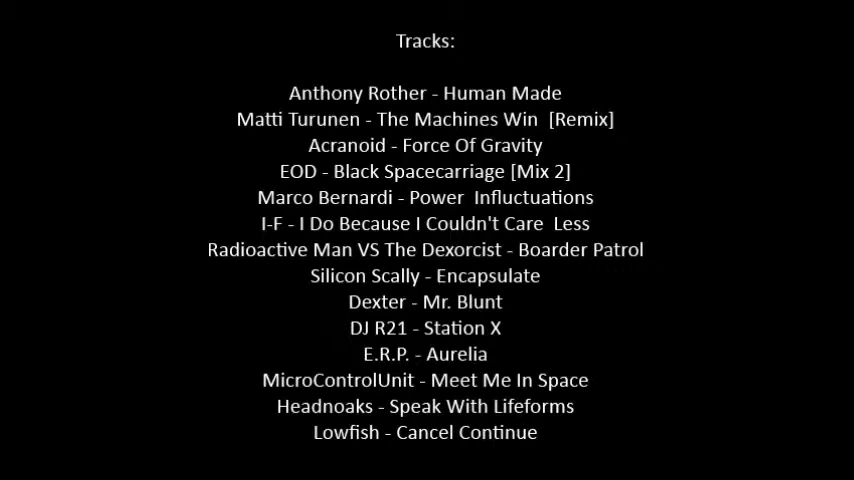 Tracks:
Anthony Rother - Human Made
Matti Turunen - The Machines Win  [Remix]
Acranoid - Force Of Gravity
EOD - Black Spacecarriage [Mix 2]
Marco Bernardi - Power  Influctuations
I-F - I Do Because I Couldn't Care  Less
Radioactive Man VS The Dexorcist - Boarder Patrol
Silicon Scally - Encapsulate
Dexter - Mr. Blunt
DJ R21 - Station X
E.R.P. - Aurelia
MicroControlUnit - Meet Me In Space
Headnoaks - Speak With Lifeforms
Lowfish - Cancel Continue